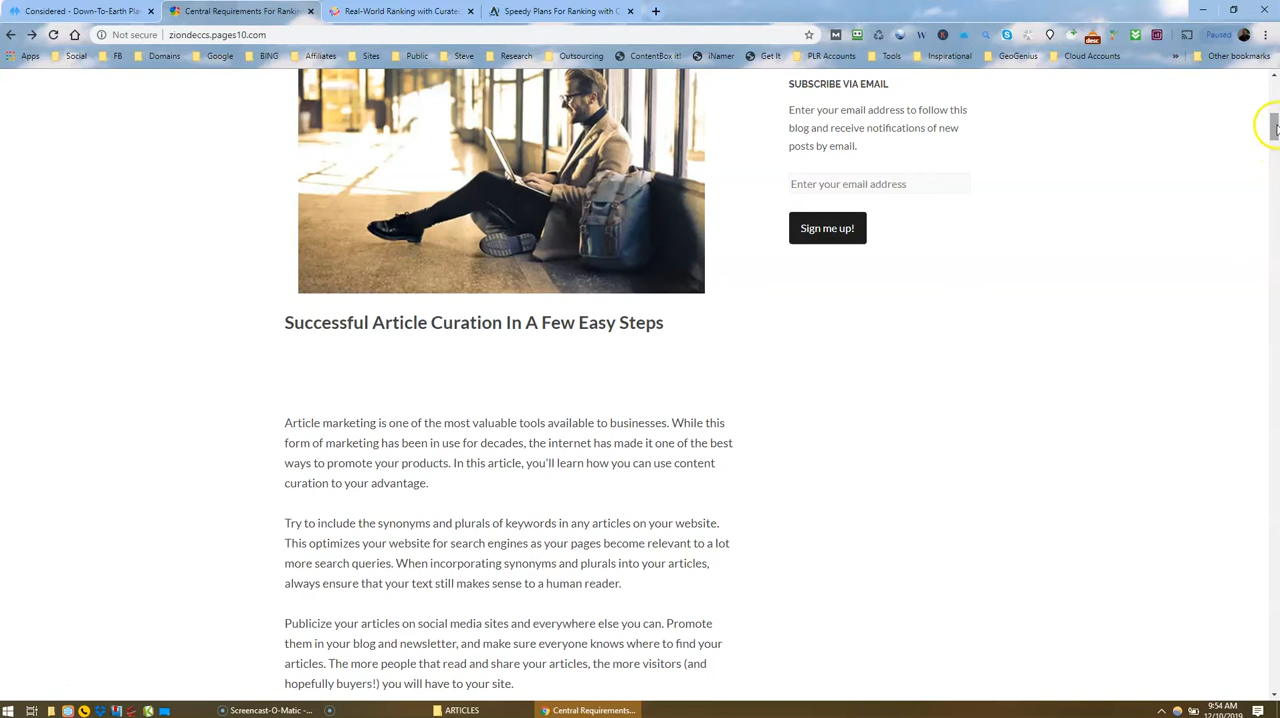 Considered - Down-To-Earth Plan
Central Requirements For Rankin
Real-World Ranking with Curated
Speedy Plans For Ranking with C
Not secure
ziondeccs.pages10.com
Paused
Apps
Social
FB
Domains
Google
BING
Affiliates
Sites
Public
Steve
Research
Outsourcing
ContentBox it!
iNamer
Get It
PLR Accounts
Tools
Inspirational
GeoGenius
Cloud Accounts
Other bookmarks
desc
SUBSCRIBE VIA EMAIL
Enter your email address to follow this
blog and receive notifications of new
posts by email.
Enter your email address
Sign me up!
Successful Article Curation In A Few Easy Steps
Article marketing is one of the most valuable tools available to businesses. While this
form of marketing has been in use for decades, the internet has made it one of the best
ways to promote your products. In this article, you'll learn how you can use content
curation to your advantage.
Try to include the synonyms and plurals of keywords in any articles on your website.
This optimizes your website for search engines as your pages become relevant to a lot
more search queries. When incorporating synonyms and plurals into your articles,
always ensure that your text still makes sense to a human reader.
Publicize your articles on social media sites and everywhere else you can. Promote
them in your blog and newsletter, and make sure everyone knows where to find your
articles. The more people that read and share your articles, the more visitors (and
hopefully buyers!) you will have to your site.
Screencast-O-Matic -
ARTICLES
Central Requirements...
9:54 AM
12/10/2019